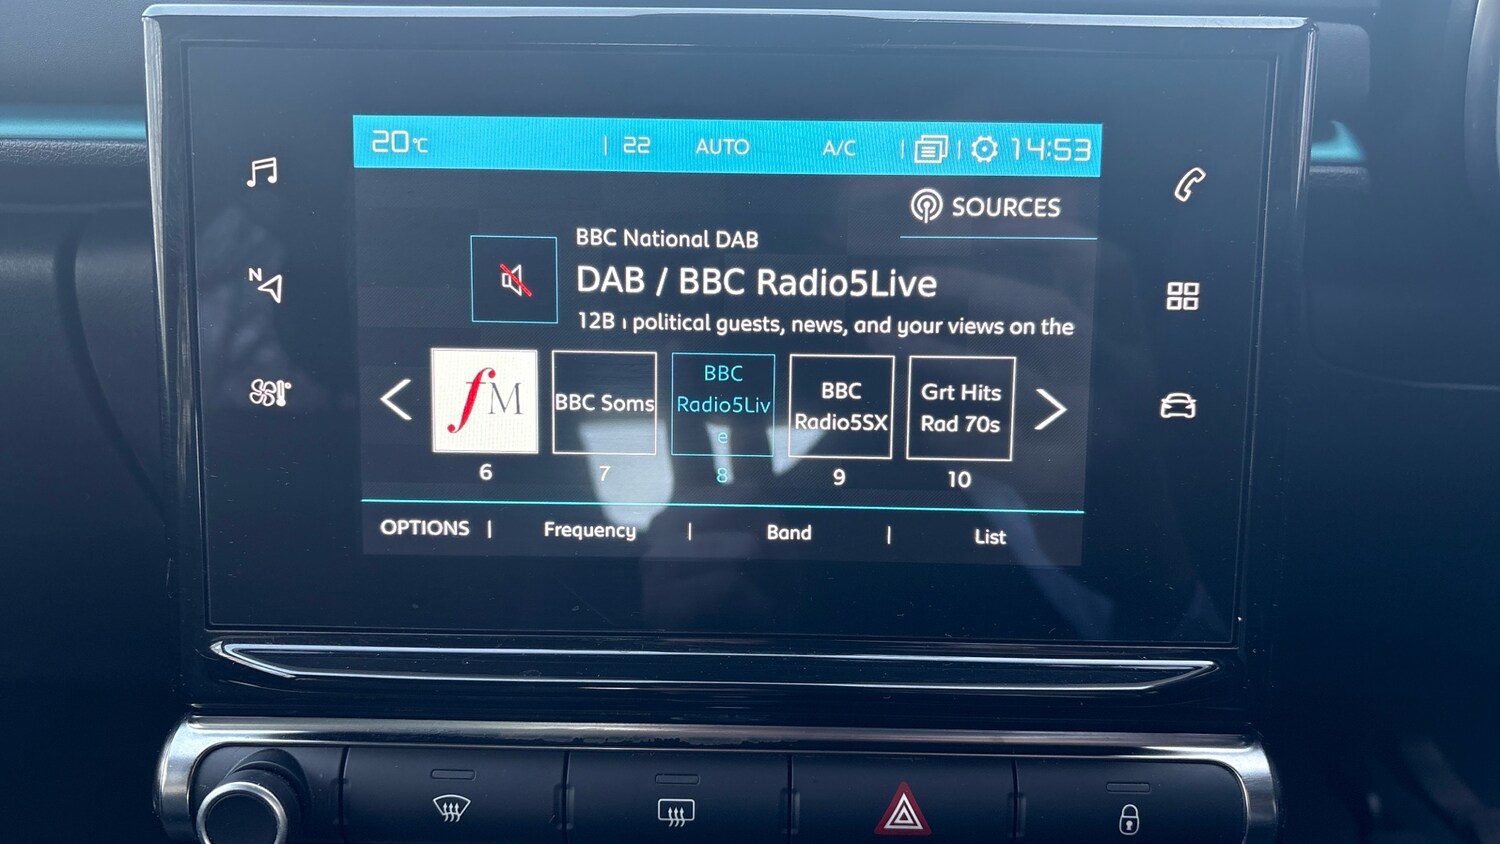 20°C | 22 AUTO A/C | | 14:53
SOURCES
BBC National DAB
DAB / BBC Radio5Live
12B political guests, news, and your views on the
N
fM
BBC Soms
BBC
Radio5Liv
e
BBC
Radio5SX
Grt Hits
Rad 70s
6 7 8 9 10
OPTIONS | Frequency | Band | List